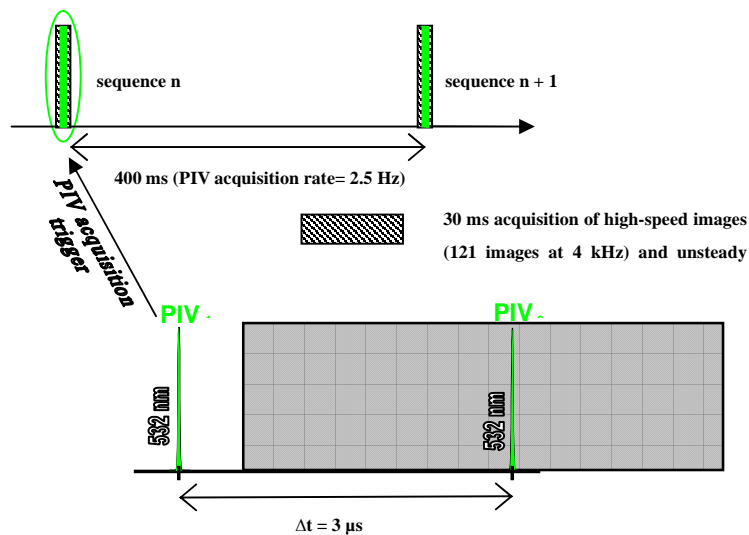 sequence n
sequence n + 1
400 ms (PIV acquisition rate= 2.5 Hz)
PIV acquisition
trigger
30 ms acquisition of high-speed images
(121 images at 4 kHz) and unsteady
PIV
PIV
532 nm
532 nm
Δt = 3 µs